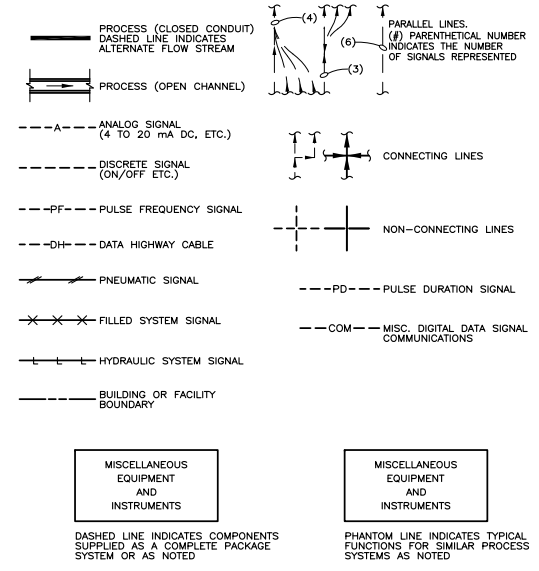 PROCESS (CLOSED CONDUIT)
DASHED LINE INDICATES
ALTERNATE FLOW STREAM
PROCESS (OPEN CHANNEL)
A
ANALOG SIGNAL
(4 TO 20 mA DC, ETC.)
DISCRETE SIGNAL
(ON/OFF ETC.)
PF
PULSE FREQUENCY SIGNAL
DH
DATA HIGHWAY CABLE
PNEUMATIC SIGNAL
FILLED SYSTEM SIGNAL
L L L
HYDRAULIC SYSTEM SIGNAL
BUILDING OR FACILITY
BOUNDARY
(4)
(6)
(3)
PARALLEL LINES.
(#) PARENTHETICAL NUMBER
INDICATES THE NUMBER
OF SIGNALS REPRESENTED
CONNECTING LINES
NON-CONNECTING LINES
PD
PULSE DURATION SIGNAL
COM
MISC. DIGITAL DATA SIGNAL
COMMUNICATIONS
MISCELLANEOUS
EQUIPMENT
AND
INSTRUMENTS
DASHED LINE INDICATES COMPONENTS
SUPPLIED AS A COMPLETE PACKAGE
SYSTEM OR AS NOTED
MISCELLANEOUS
EQUIPMENT
AND
INSTRUMENTS
PHANTOM LINE INDICATES TYPICAL
FUNCTIONS FOR SIMILAR PROCESS
SYSTEMS AS NOTED